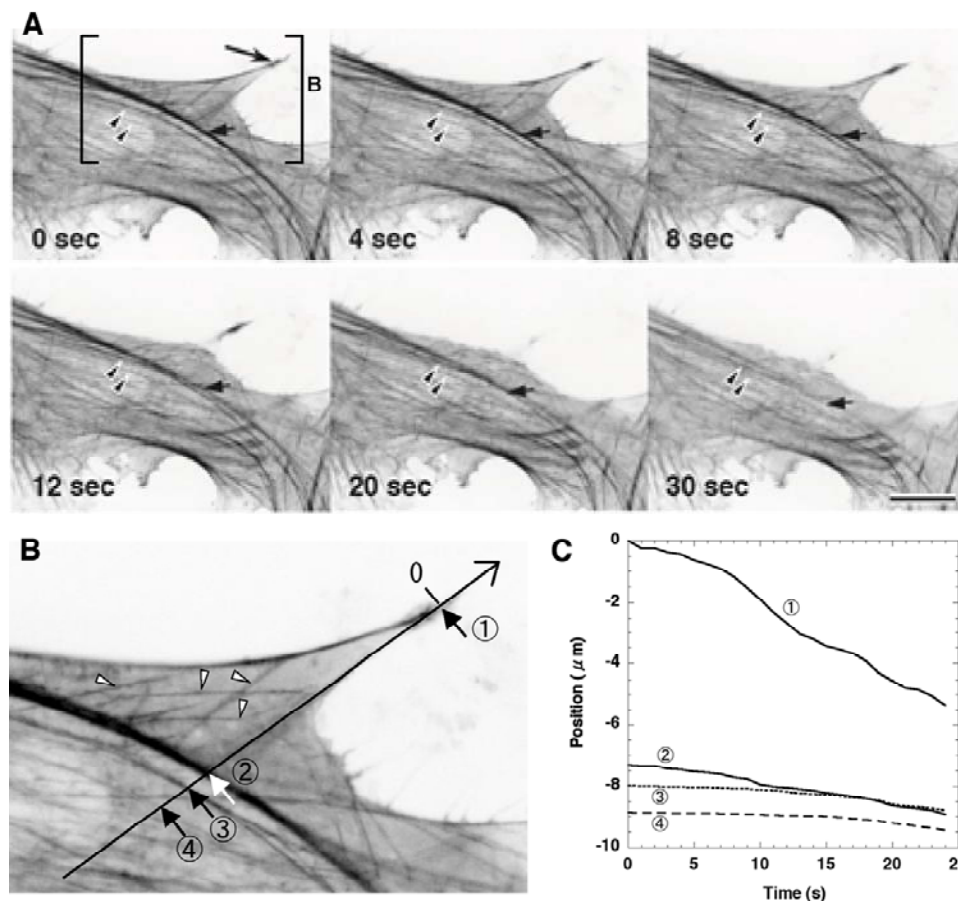 A
B
0 sec
4 sec
8 sec
12 sec
20 sec
30 sec
B
0
①
②
③
④
C
Position (μm)
0
-2
-4
-6
-8
-10
①
②
③
④
0
5
10
15
20
2
Time (s)